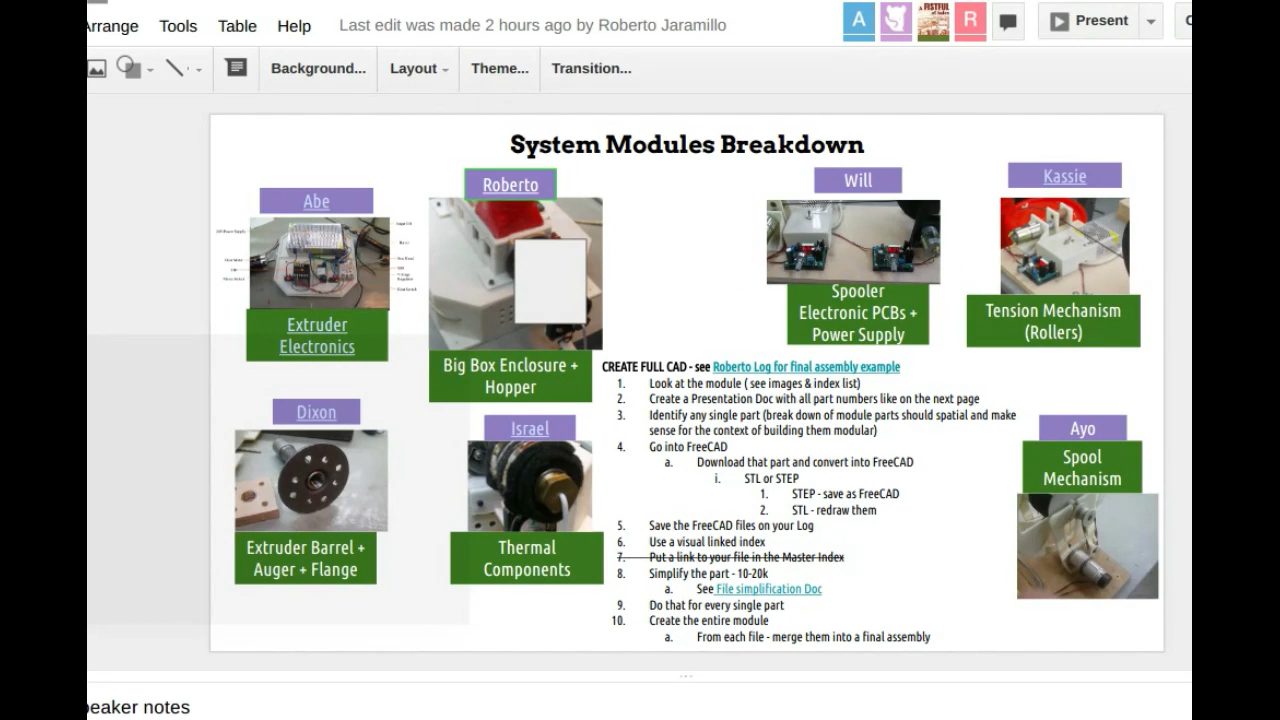 Arrange Tools Table Help Last edit was made 2 hours ago by Roberto Jaramillo
A R Present
Background... Layout Theme... Transition...
System Modules Breakdown
Abe
Extruder
Electronics
Roberto
Big Box Enclosure +
Hopper
Will
Spooler
Electronic PCBs +
Power Supply
Kassie
Tension Mechanism
(Rollers)
Dixon
Extruder Barrel +
Auger + Flange
Israel
Thermal
Components
CREATE FULL CAD - see Roberto Log for final assembly example
1. Look at the module ( see images & index list)
2. Create a Presentation Doc with all part numbers like on the next page
3. Identify any single part (break down of module parts should spatial and make
sense for the context of building them modular)
4. Go into FreeCAD
a. Download that part and convert into FreeCAD
i. STL or STEP
1. STEP - save as FreeCAD
2. STL - redraw them
5. Save the FreeCAD files on your Log
6. Use a visual linked index
7. Put a link to your file in the Master Index
8. Simplify the part - 10-20k
a. See File simplification Doc
9. Do that for every single part
10. Create the entire module
a. From each file - merge them into a final assembly
Ayo
Spool
Mechanism
peaker notes